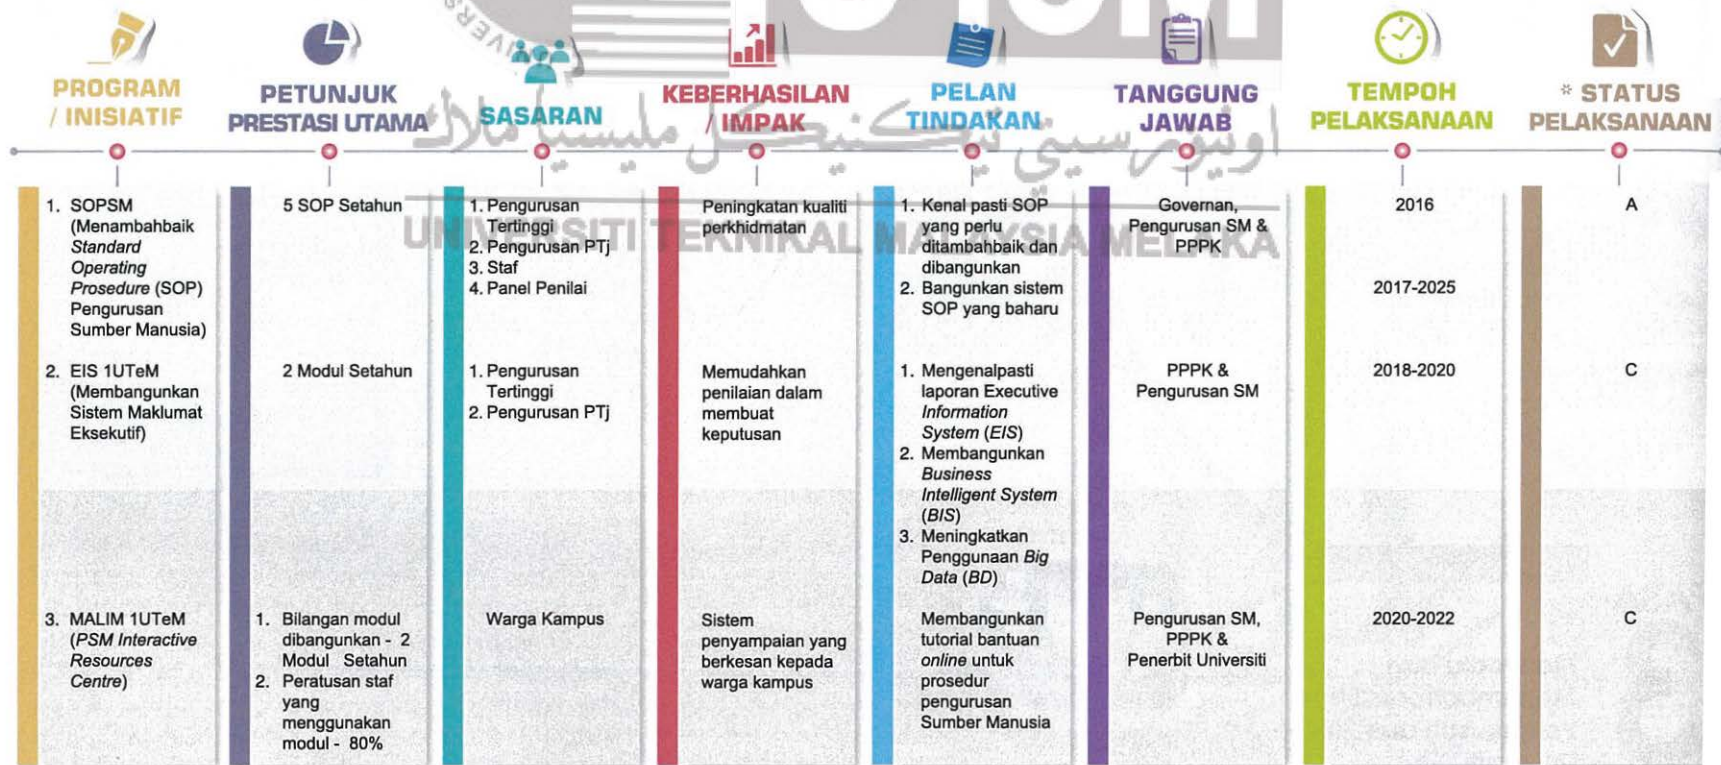 PROGRAM
/ INISIATIF
PETUNJUK
PRESTASI UTAMA
SASARAN
KEBERHASILAN
/ IMPAK
PELAN
TINDAKAN
TANGGUNG
JAWAB
TEMPOH
PELAKSANAAN
* STATUS
PELAKSANAAN
اونيورسيتي تيكنيكل مليسيا ملاك
UNIVERSITI TEKNIKAL MALAYSIA MELAKA
1. SOPSM
(Menambahbaik
Standard
Operating
Prosedure (SOP)
Pengurusan
Sumber Manusia)
5 SOP Setahun
1. Pengurusan
Tertinggi
2. Pengurusan PTj
3. Staf
4. Panel Penilai
Peningkatan kualiti
perkhidmatan
1. Kenal pasti SOP
yang perlu
ditambahbaik dan
dibangunkan
2. Bangunkan sistem
SOP yang baharu
Governan,
Pengurusan SM &
PPPK
2016
2017-2025
A
2. EIS 1UTeM
(Membangunkan
Sistem Maklumat
Eksekutif)
2 Modul Setahun
1. Pengurusan
Tertinggi
2. Pengurusan PTj
Memudahkan
penilaian dalam
membuat
keputusan
1. Mengenalpasti
laporan Executive
Information
System (EIS)
2. Membangunkan
Business
Intelligent System
(BIS)
3. Meningkatkan
Penggunaan Big
Data (BD)
PPPK &
Pengurusan SM
2018-2020
C
3. MALIM 1UTeM
(PSM Interactive
Resources
Centre)
1. Bilangan modul
dibangunkan - 2
Modul Setahun
2. Peratusan staf
yang
menggunakan
modul - 80%
Warga Kampus
Sistem
penyampaian yang
berkesan kepada
warga kampus
Membangunkan
tutorial bantuan
online untuk
prosedur
pengurusan
Sumber Manusia
Pengurusan SM,
PPPK &
Penerbit Universiti
2020-2022
C